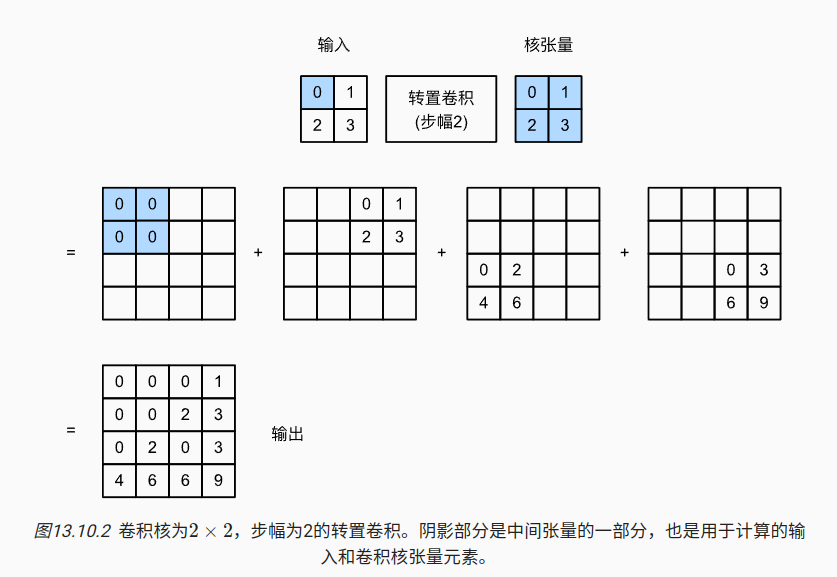 输入 核张量
0 1 转置卷积 0 1
2 3 (步幅2) 2 3
0 0 0 1
= 0 0 + 2 3 + +
0 2 0 3
4 6 6 9
0 0 0 1
0 0 2 3
= 输出
0 2 0 3
4 6 6 9
图13.10.2 卷积核为2 × 2，步幅为2的转置卷积。阴影部分是中间张量的一部分，也是用于计算的输
入和卷积核张量元素。